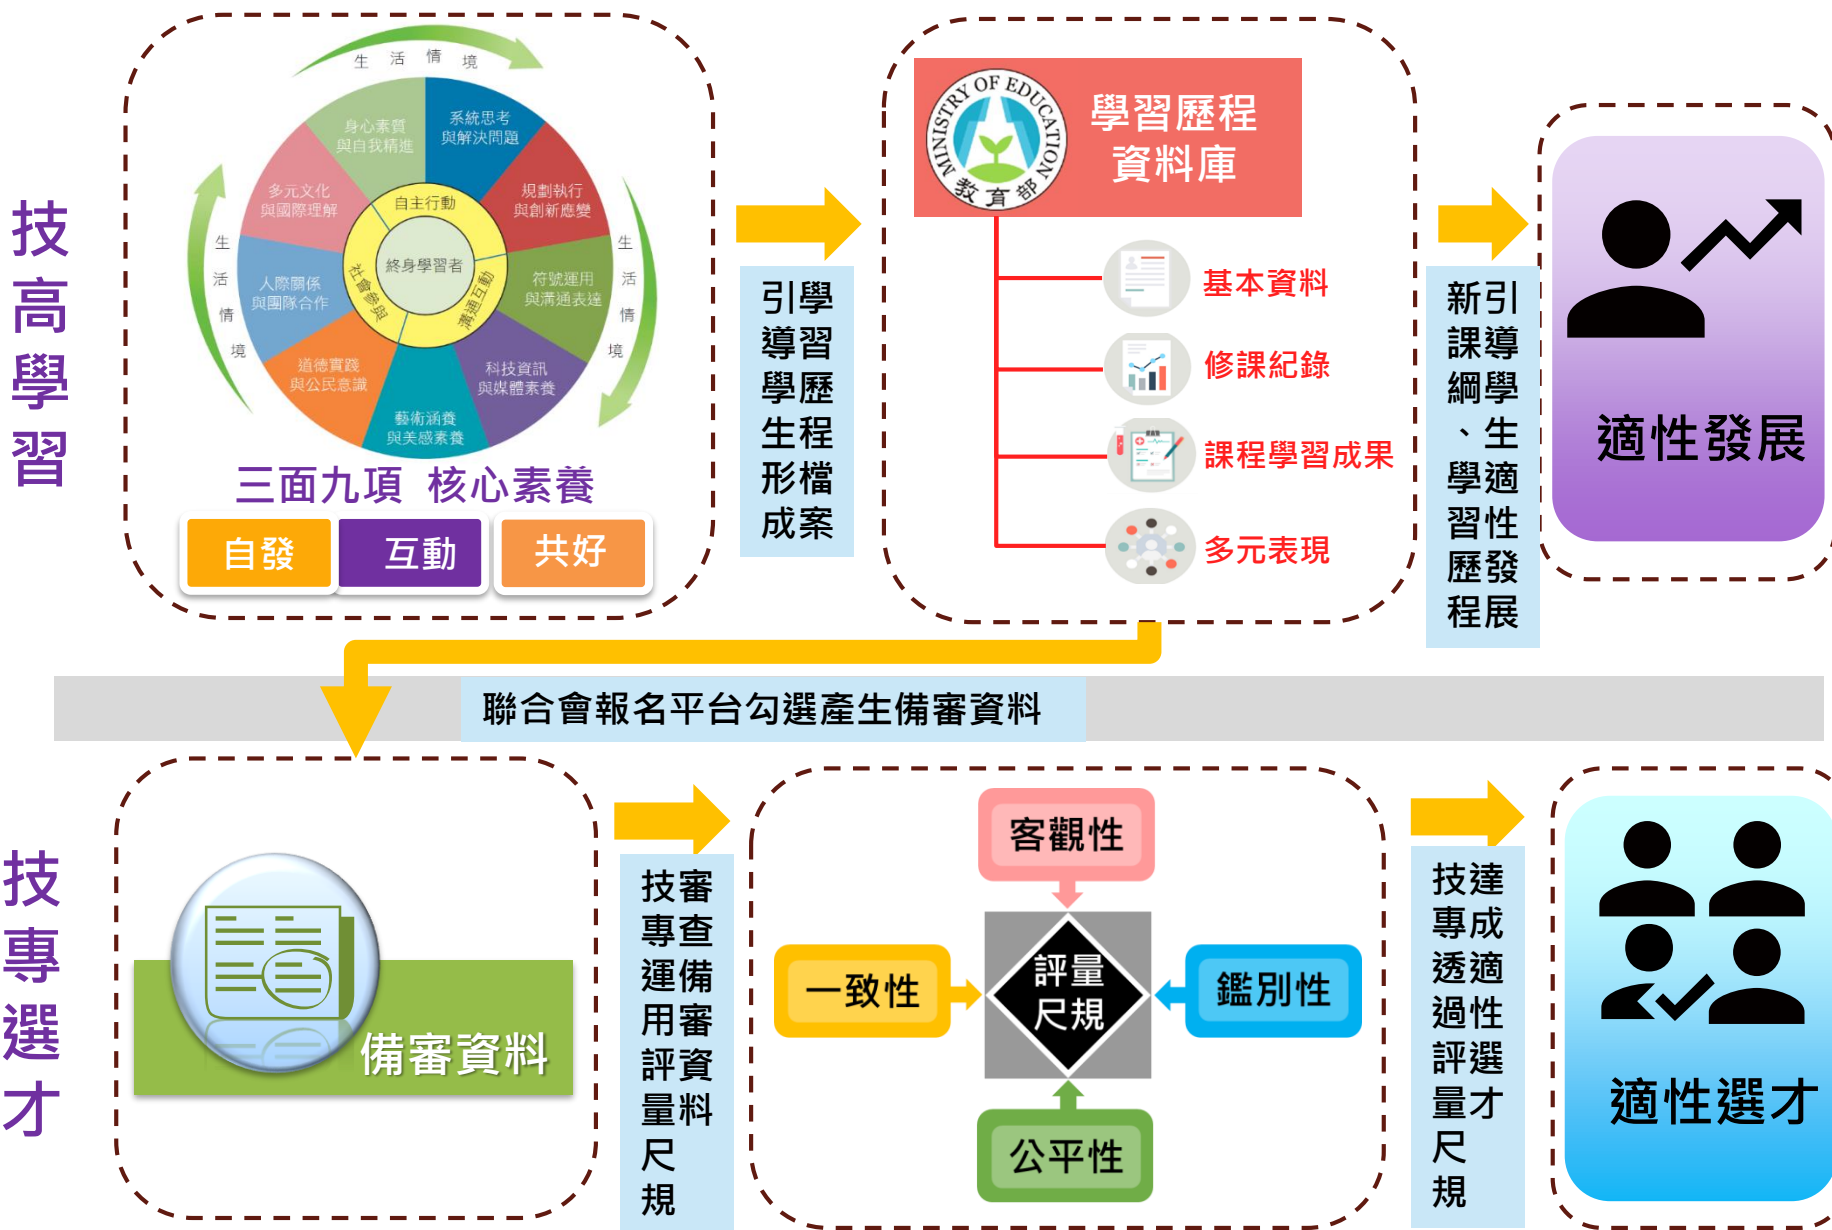 技高學習
生活情境
生活情境
生活情境
身心素質
與自我精進
系統思考
與解決問題
規劃執行
與創新應變
符號運用
與溝通表達
科技資訊
與媒體素養
藝術涵養
與美感素養
道德實踐
與公民意識
人際關係
與團隊合作
多元文化
與國際理解
自主行動
溝通互動
社會參與
終身學習者
三面九項 核心素養
自發
互動
共好
引導學生形成
學習歷程檔案
MINISTRY OF EDUCATION
教育部
學習歷程
資料庫
基本資料
修課紀錄
課程學習成果
多元表現
新課綱、學習歷程
引導學生適性發展
適性發展
聯合會報名平台勾選產生備審資料
技專選才
備審資料
技專運用評量尺規
審查備審資料
客觀性
一致性
評量
尺規
鑑別性
公平性
技專透過評量尺規
達成適性選才
適性選才